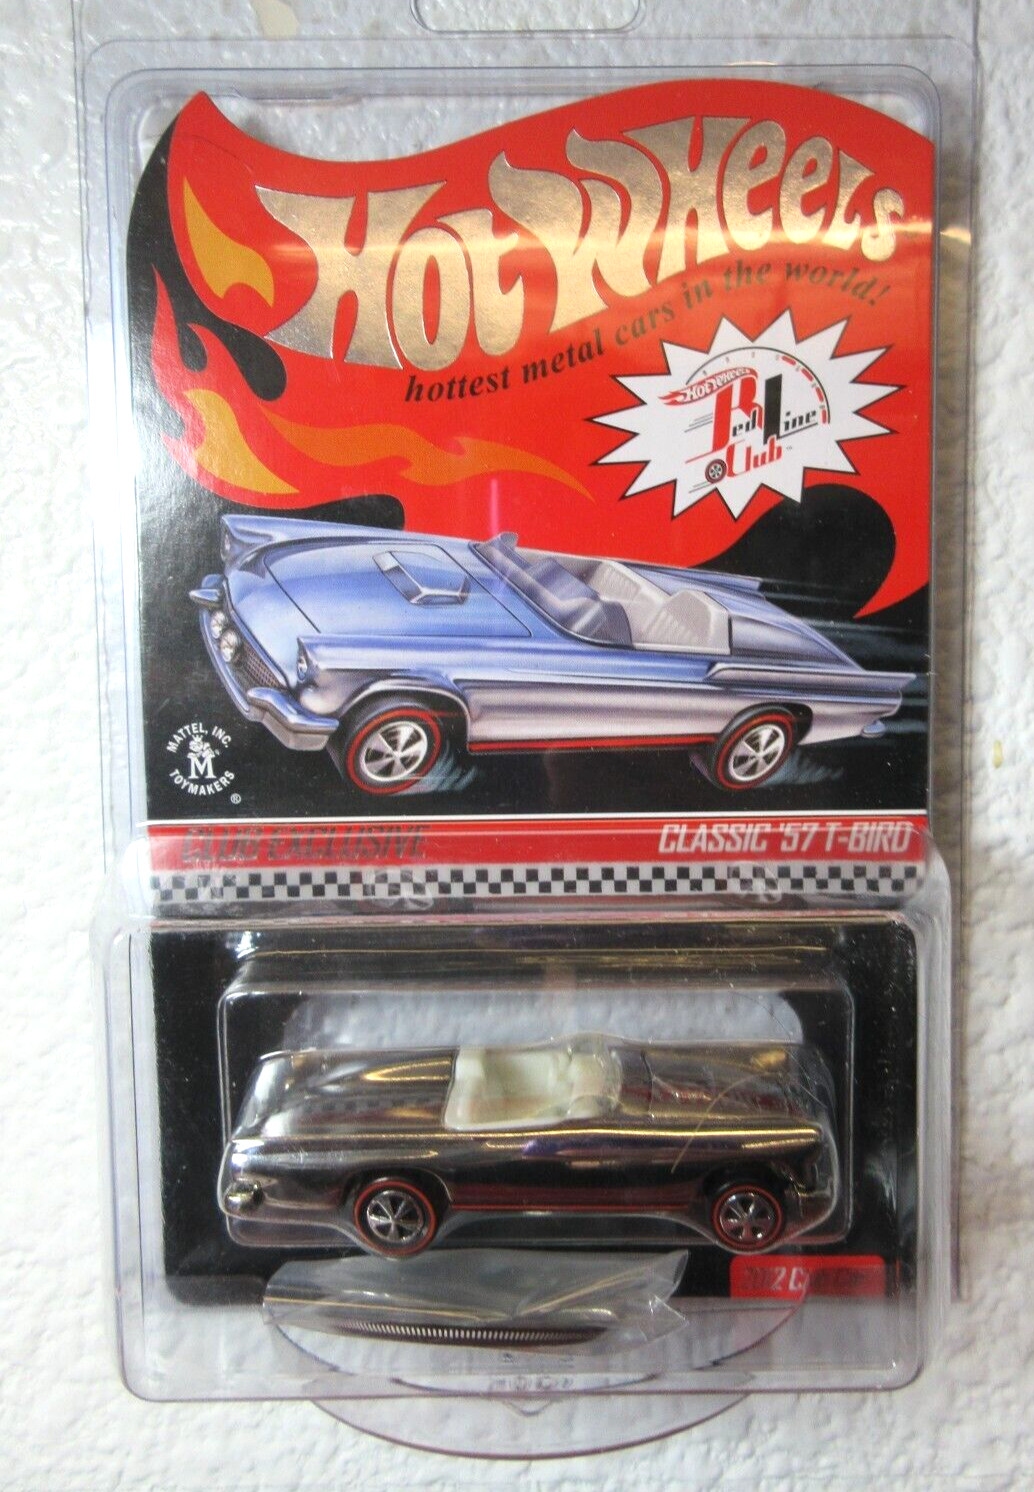 Hot Wheels
hottest metal cars in the world!
Hot Wheels
Red Line
Club
™
MATTEL, INC.
M
TOYMAKERS
®
CLUB EXCLUSIVE
CLASSIC '57 T-BIRD